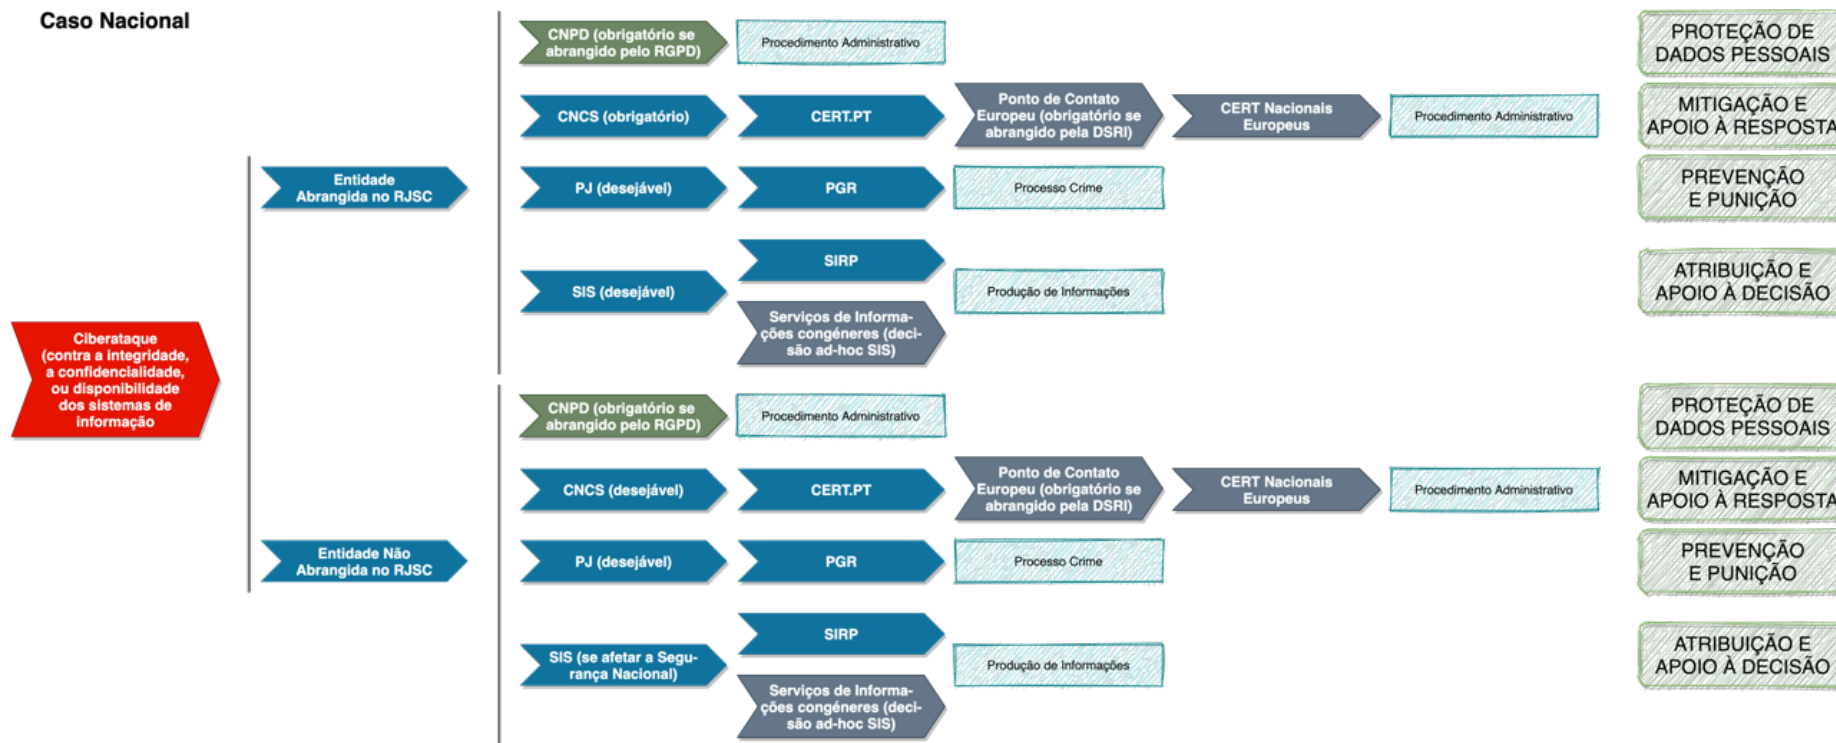 Caso Nacional
CNPD (obrigatório se
abrangido pelo RGPD)
Procedimento Administrativo
PROTEÇÃO DE
DADOS PESSOAIS
CNCS (obrigatório)
CERT.PT
Ponto de Contato
Europeu (obrigatório se
abrangido pela DSRI)
CERT Nacionais
Europeus
Procedimento Administrativo
MITIGAÇÃO E
APOIO À RESPOSTA
Entidade
Abrangida no RJSC
PJ (desejável)
PGR
Processo Crime
PREVENÇÃO
E PUNIÇÃO
SIS (desejável)
SIRP
Serviços de Informa-
ções congéneres (deci-
são ad-hoc SIS)
Produção de Informações
ATRIBUIÇÃO E
APOIO À DECISÃO
Ciberataque
(contra a integridade,
a confidencialidade,
ou disponibilidade
dos sistemas de
informação
CNPD (obrigatório se
abrangido pelo RGPD)
Procedimento Administrativo
PROTEÇÃO DE
DADOS PESSOAIS
CNCS (desejável)
CERT.PT
Ponto de Contato
Europeu (obrigatório se
abrangido pela DSRI)
CERT Nacionais
Europeus
Procedimento Administrativo
MITIGAÇÃO E
APOIO À RESPOSTA
Entidade Não
Abrangida no RJSC
PJ (desejável)
PGR
Processo Crime
PREVENÇÃO
E PUNIÇÃO
SIS (se afetar a Segu-
rança Nacional)
SIRP
Serviços de Informa-
ções congéneres (deci-
são ad-hoc SIS)
Produção de Informações
ATRIBUIÇÃO E
APOIO À DECISÃO